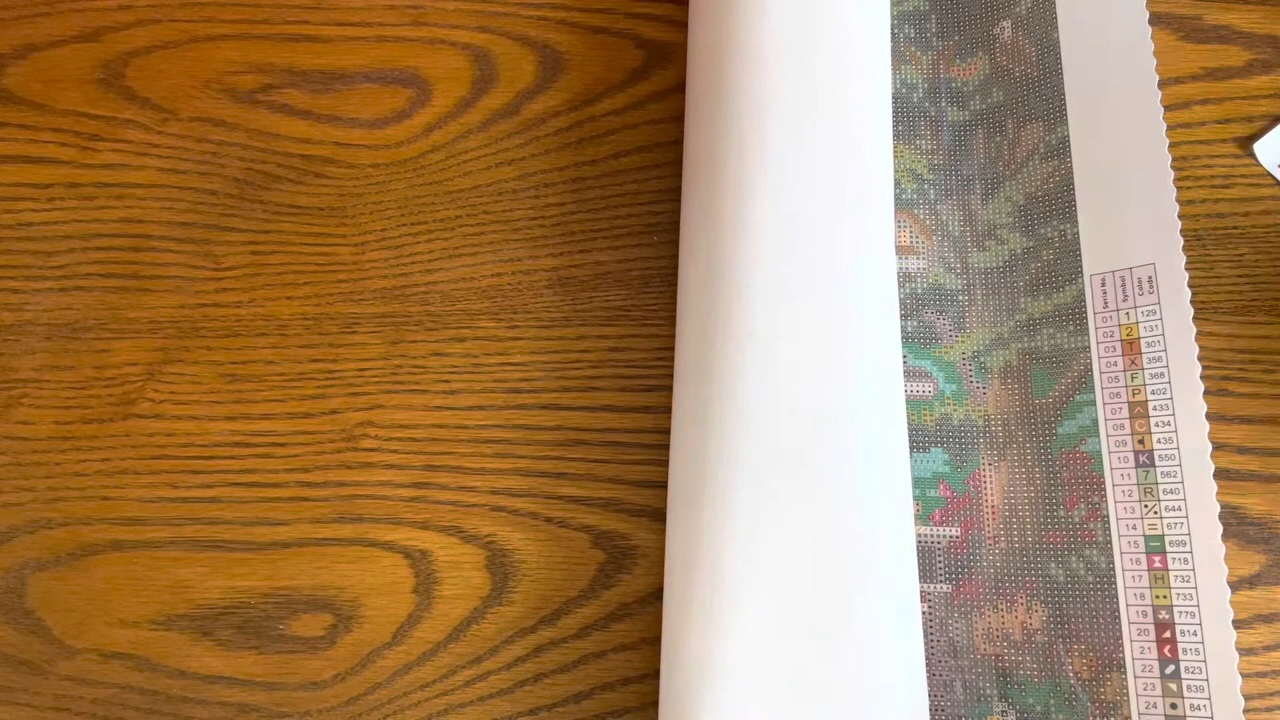 Serial No. Symbol Color Code
01 1 129
02 2 131
03 T 301
04 X 356
05 F 368
06 P 402
07 ^ 433
08 C 434
09 435
10 K 550
11 7 562
12 R 640
13 ٪ 644
14 = 677
15 − 699
16 718
17 H 732
18 •• 733
19 779
20 814
21 ❮ 815
22 823
23 839
24 • 841